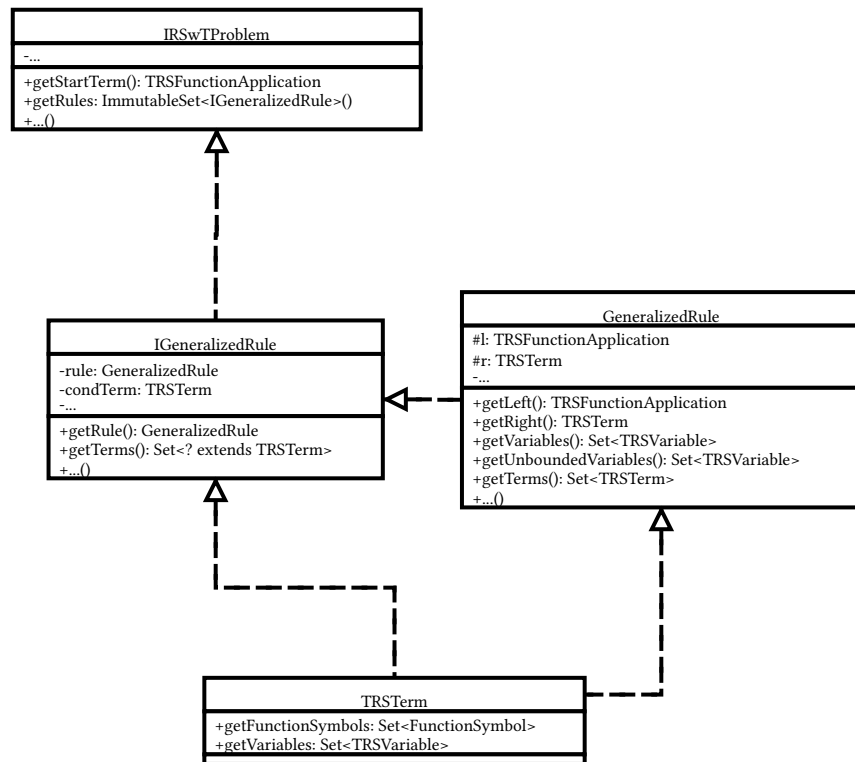 IRSwTProblem
-...
+getStartTerm(): TRSFunctionApplication
+getRules: ImmutableSet<IGeneralizedRule>()
+...()
IGeneralizedRule
-rule: GeneralizedRule
-condTerm: TRSTerm
-...
+getRule(): GeneralizedRule
+getTerms(): Set<? extends TRSTerm>
+...()
GeneralizedRule
#l: TRSFunctionApplication
#r: TRSTerm
-...
+getLeft(): TRSFunctionApplication
+getRight(): TRSTerm
+getVariables(): Set<TRSVariable>
+getUnboundedVariables(): Set<TRSVariable>
+getTerms(): Set<TRSTerm>
+...()
TRSTerm
+getFunctionSymbols: Set<FunctionSymbol>
+getVariables: Set<TRSVariable>